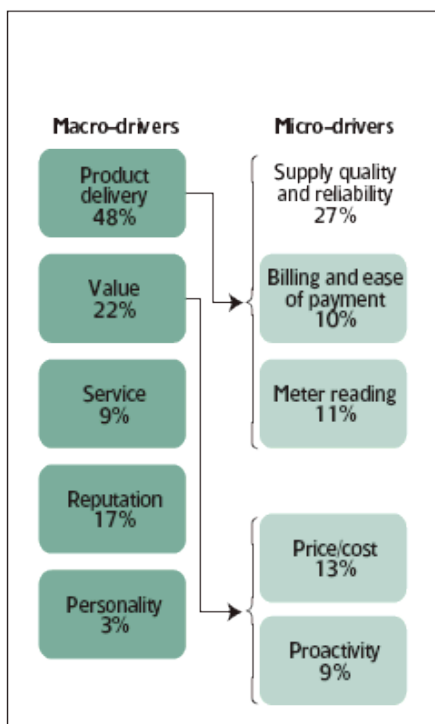 Macro-drivers
Product
delivery
48%
Value
22%
Service
9%
Reputation
17%
Personality
3%
Micro-drivers
Supply quality
and reliability
27%
Billing and ease
of payment
10%
Meter reading
11%
Price/cost
13%
Proactivity
9%